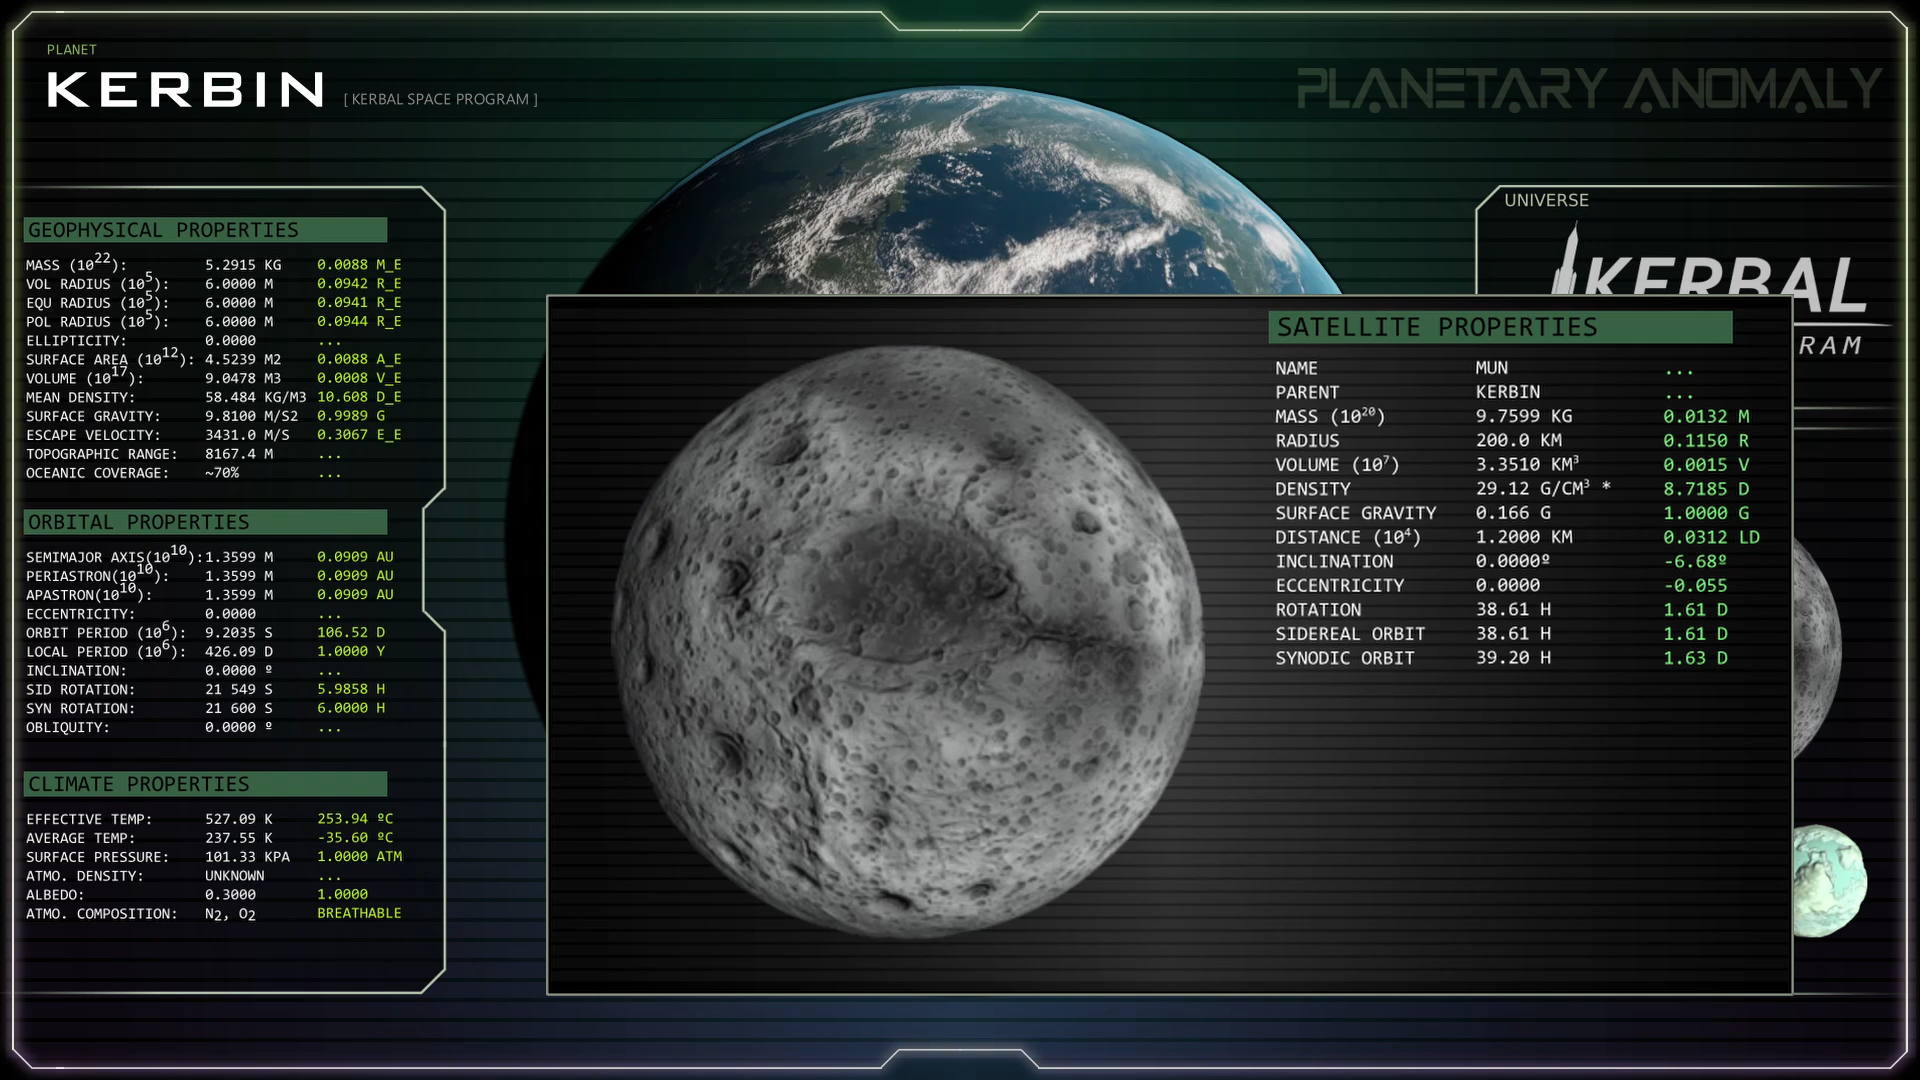 PLANET
KERBIN [ KERBAL SPACE PROGRAM ]
PLANETARY ANOMALY
GEOPHYSICAL PROPERTIES
MASS (10²²): 5.2915 KG 0.0088 M_E
VOL RADIUS (10⁵): 6.0000 M 0.0942 R_E
EQU RADIUS (10⁵): 6.0000 M 0.0941 R_E
POL RADIUS (10⁵): 6.0000 M 0.0944 R_E
ELLIPTICITY: 0.0000 ...
SURFACE AREA (10¹²): 4.5239 M2 0.0088 A_E
VOLUME (10¹⁷): 9.0478 M3 0.0008 V_E
MEAN DENSITY: 58.484 KG/M3 10.608 D_E
SURFACE GRAVITY: 9.8100 M/S2 0.9989 G
ESCAPE VELOCITY: 3431.0 M/S 0.3067 E_E
TOPOGRAPHIC RANGE: 8167.4 M ...
OCEANIC COVERAGE: ~70% ...
ORBITAL PROPERTIES
SEMIMAJOR AXIS(10¹⁰):1.3599 M 0.0909 AU
PERIASTRON(10¹⁰): 1.3599 M 0.0909 AU
APASTRON(10¹⁰): 1.3599 M 0.0909 AU
ECCENTRICITY: 0.0000 ...
ORBIT PERIOD (10⁶): 9.2035 S 106.52 D
LOCAL PERIOD (10⁶): 426.09 D 1.0000 Y
INCLINATION: 0.0000 º ...
SID ROTATION: 21 549 S 5.9858 H
SYN ROTATION: 21 600 S 6.0000 H
OBLIQUITY: 0.0000 º ...
CLIMATE PROPERTIES
EFFECTIVE TEMP: 527.09 K 253.94 ºC
AVERAGE TEMP: 237.55 K -35.60 ºC
SURFACE PRESSURE: 101.33 KPA 1.0000 ATM
ATMO. DENSITY: UNKNOWN ...
ALBEDO: 0.3000 1.0000
ATMO. COMPOSITION: N₂, O₂ BREATHABLE
UNIVERSE
KERBAL
RAM
SATELLITE PROPERTIES
NAME MUN ...
PARENT KERBIN ...
MASS (10²⁰) 9.7599 KG 0.0132 M
RADIUS 200.0 KM 0.1150 R
VOLUME (10⁷) 3.3510 KM³ 0.0015 V
DENSITY 29.12 G/CM³ * 8.7185 D
SURFACE GRAVITY 0.166 G 1.0000 G
DISTANCE (10⁴) 1.2000 KM 0.0312 LD
INCLINATION 0.0000º -6.68º
ECCENTRICITY 0.0000 -0.055
ROTATION 38.61 H 1.61 D
SIDEREAL ORBIT 38.61 H 1.61 D
SYNODIC ORBIT 39.20 H 1.63 D